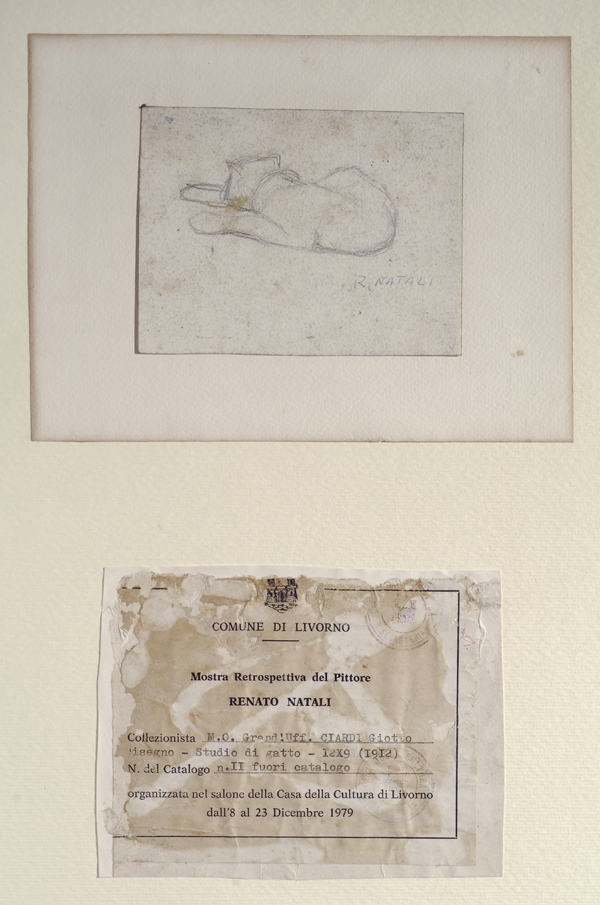 R. NATALI
COMUNE DI LIVORNO
Mostra Retrospettiva del Pittore
RENATO NATALI
Collezionista M.O. Grand'Uff. CIARDI Giotto
Disegno - Studio di gatto - 12X9 (1912)
N. del Catalogo n.II fuori catalogo
organizzata nel salone della Casa della Cultura di Livorno
dall'8 al 23 Dicembre 1979